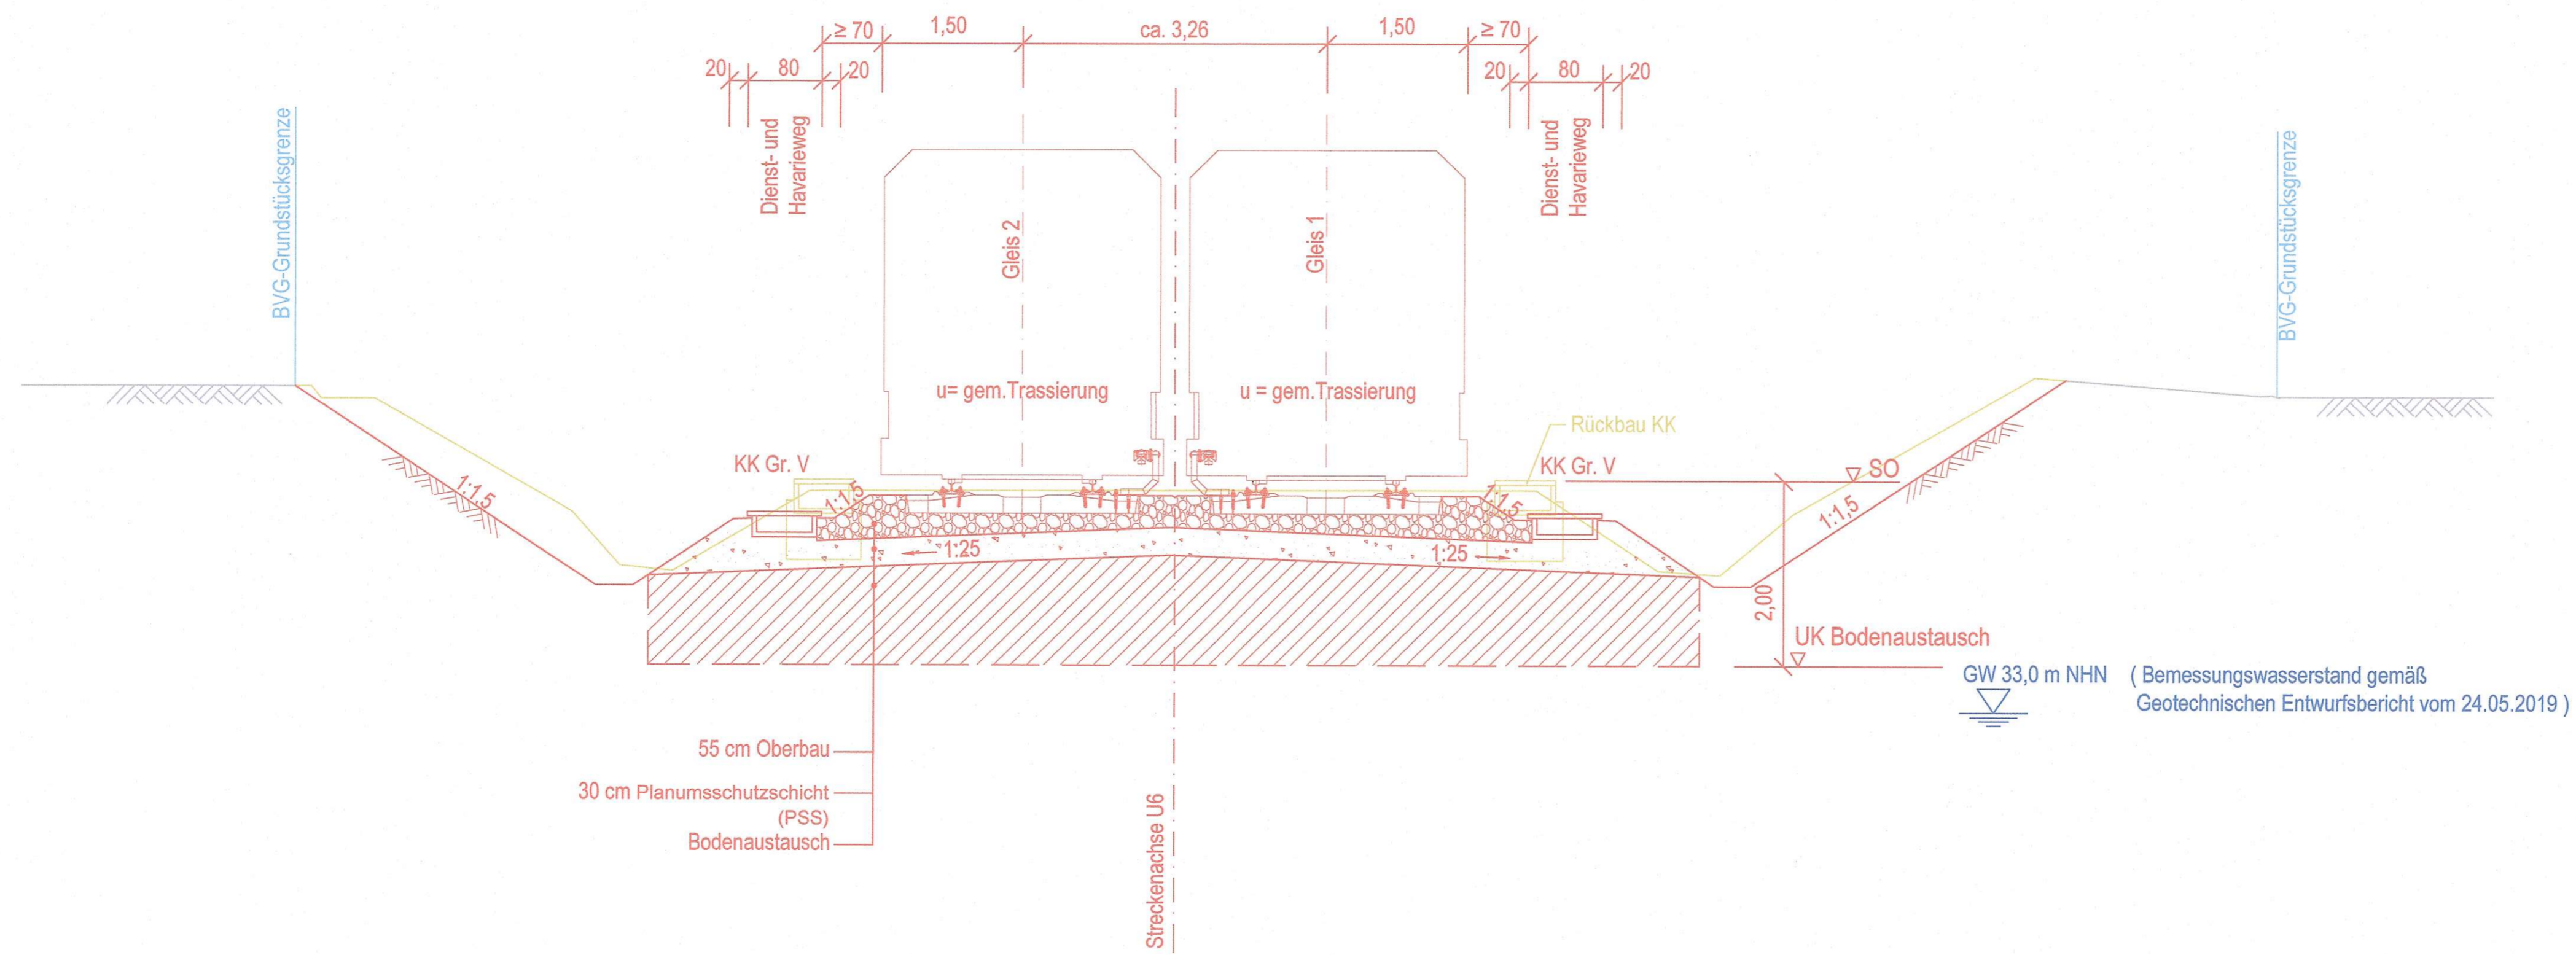 ≥ 70
1,50
ca. 3,26
1,50
≥ 70
20
80
20
20
80
20
Dienst- und
Havarieweg
Dienst- und
Havarieweg
BVG-Grundstücksgrenze
BVG-Grundstücksgrenze
Gleis 2
Gleis 1
u= gem.Trassierung
u = gem.Trassierung
Rückbau KK
KK Gr. V
KK Gr. V
SO
1:1,5
1:1,5
1:1,5
1:1,5
1:25
1:25
2,00
UK Bodenaustausch
GW 33,0 m NHN ( Bemessungswasserstand gemäß
Geotechnischen Entwurfsbericht vom 24.05.2019 )
55 cm Oberbau
30 cm Planumsschutzschicht
(PSS)
Bodenaustausch
Streckenachse U6